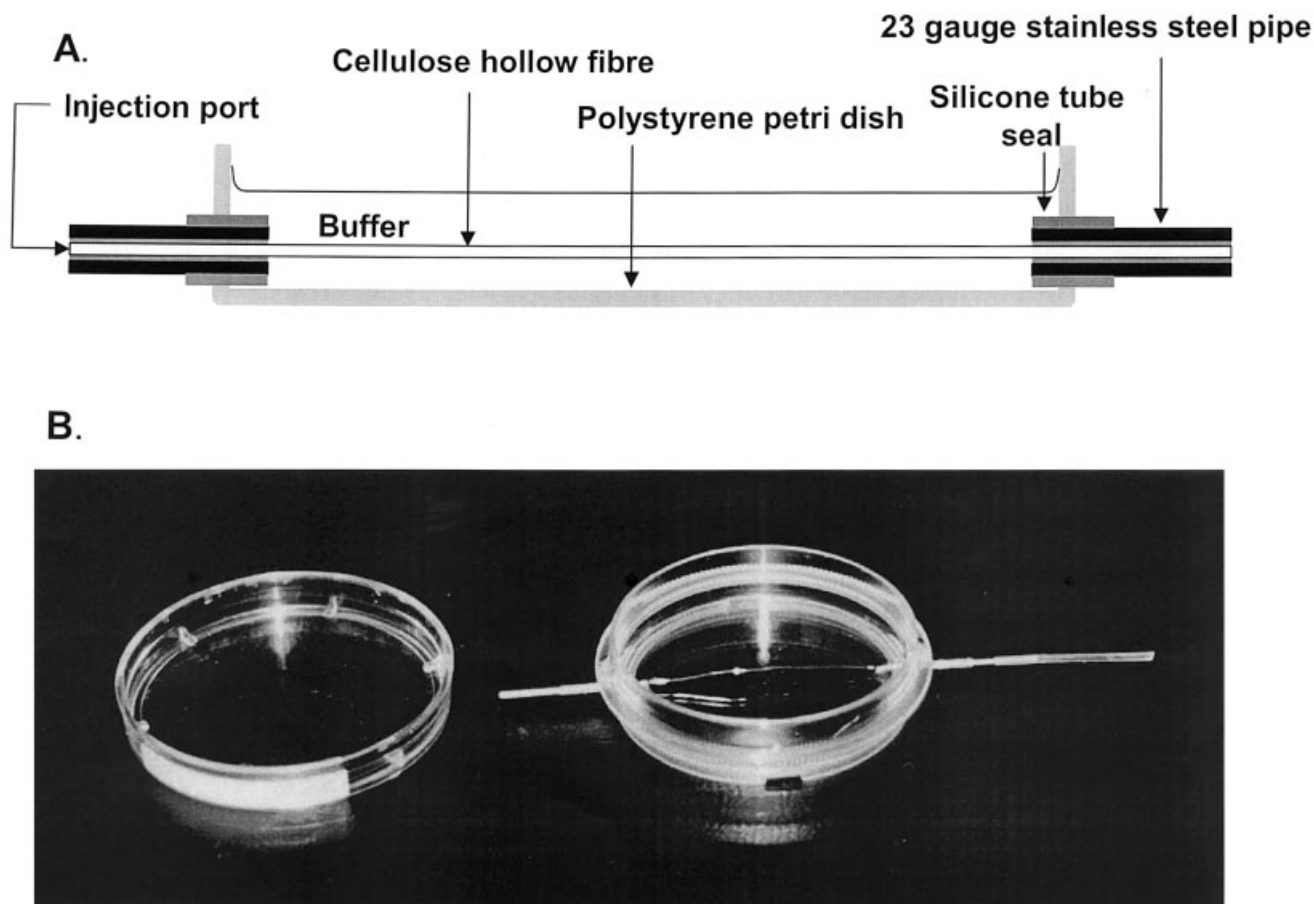 A.
23 gauge stainless steel pipe
Cellulose hollow fibre
Injection port
Polystyrene petri dish
Silicone tube
seal
Buffer
B.